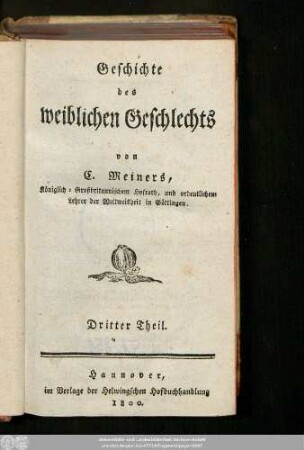 Geschichte
des
weiblichen Geschlechts
von
C. Meiners,
Königlich-Großbritannischem Hofrath, und ordentlichem
Lehrer der Weltweisheit in Göttingen.
Dritter Theil.
Hannover,
im Verlage der Helwingschen Hofbuchhandlung
1800.